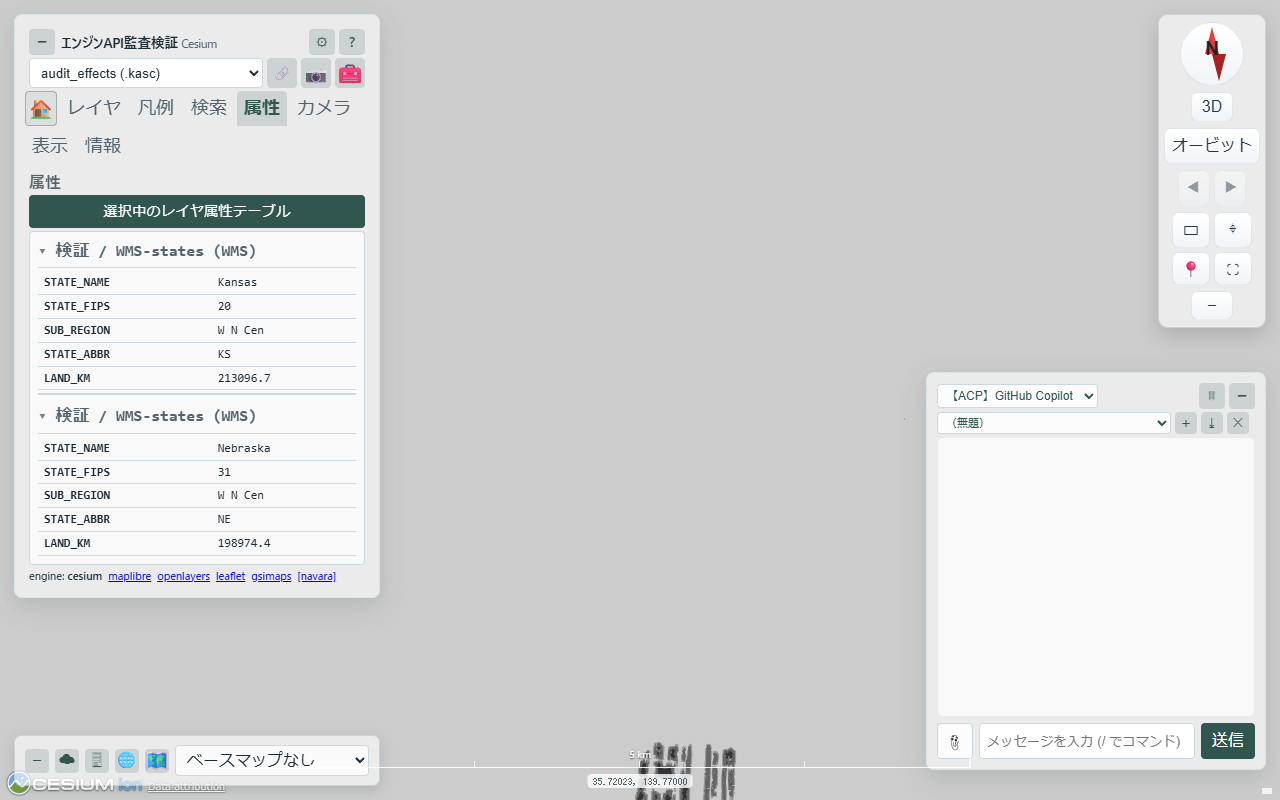 − エンジンAPI監査検証 Cesium ?
audit_effects (.kasc)
レイヤ 凡例 検索 属性 カメラ
表示 情報
属性
選択中のレイヤ属性テーブル
▾ 検証 / WMS-states (WMS)
STATE_NAME Kansas
STATE_FIPS 20
SUB_REGION W N Cen
STATE_ABBR KS
LAND_KM 213096.7
▾ 検証 / WMS-states (WMS)
STATE_NAME Nebraska
STATE_FIPS 31
SUB_REGION W N Cen
STATE_ABBR NE
LAND_KM 198974.4
engine: cesium maplibre openlayers leaflet gsimaps [navara]
− ベースマップなし
CESIUM ion Data attribution
5 km
35.72023, 139.77000
N
3D
オービット
◀ ▶
−
【ACP】GitHub Copilot −
（無題） + ↓ ×
メッセージを入力 (/ でコマンド) 送信